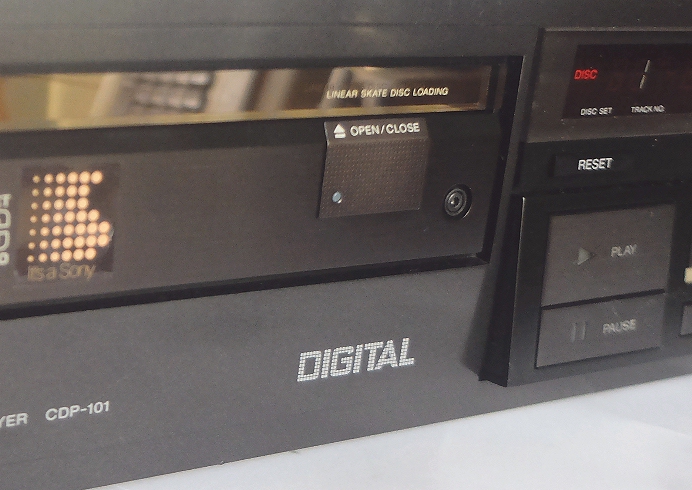 LINEAR SKATE DISC LOADING
OPEN/CLOSE
DISC
DISC SET
TRACK NO.
RESET
PLAY
PAUSE
It's a Sony
DIGITAL
CDP-101